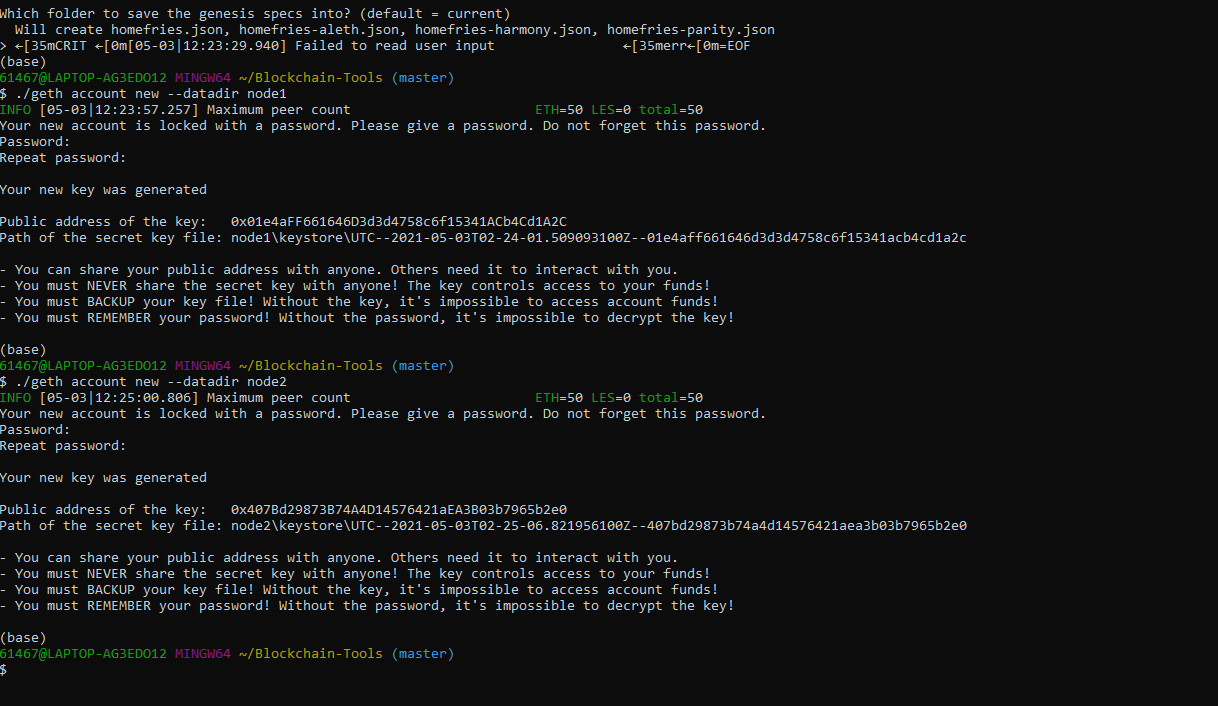 Which folder to save the genesis specs into? (default = current)
  Will create homefries.json, homefries-aleth.json, homefries-harmony.json, homefries-parity.json
> ←[35mCRIT ←[0m[05-03|12:23:29.940] Failed to read user input                ←[35merr←[0m=EOF
(base)
61467@LAPTOP-AG3EDO12 MINGW64 ~/Blockchain-Tools (master)
$ ./geth account new --datadir node1
INFO [05-03|12:23:57.257] Maximum peer count                       ETH=50 LES=0 total=50
Your new account is locked with a password. Please give a password. Do not forget this password.
Password:
Repeat password:

Your new key was generated

Public address of the key:   0x01e4aFF661646D3d3d4758c6f15341ACb4Cd1A2C
Path of the secret key file: node1\keystore\UTC--2021-05-03T02-24-01.509093100Z--01e4aff661646d3d3d4758c6f15341acb4cd1a2c

- You can share your public address with anyone. Others need it to interact with you.
- You must NEVER share the secret key with anyone! The key controls access to your funds!
- You must BACKUP your key file! Without the key, it's impossible to access account funds!
- You must REMEMBER your password! Without the password, it's impossible to decrypt the key!

(base)
61467@LAPTOP-AG3EDO12 MINGW64 ~/Blockchain-Tools (master)
$ ./geth account new --datadir node2
INFO [05-03|12:25:00.806] Maximum peer count                       ETH=50 LES=0 total=50
Your new account is locked with a password. Please give a password. Do not forget this password.
Password:
Repeat password:

Your new key was generated

Public address of the key:   0x407Bd29873B74A4D14576421aEA3B03b7965b2e0
Path of the secret key file: node2\keystore\UTC--2021-05-03T02-25-06.821956100Z--407bd29873b74a4d14576421aea3b03b7965b2e0

- You can share your public address with anyone. Others need it to interact with you.
- You must NEVER share the secret key with anyone! The key controls access to your funds!
- You must BACKUP your key file! Without the key, it's impossible to access account funds!
- You must REMEMBER your password! Without the password, it's impossible to decrypt the key!

(base)
61467@LAPTOP-AG3EDO12 MINGW64 ~/Blockchain-Tools (master)
$